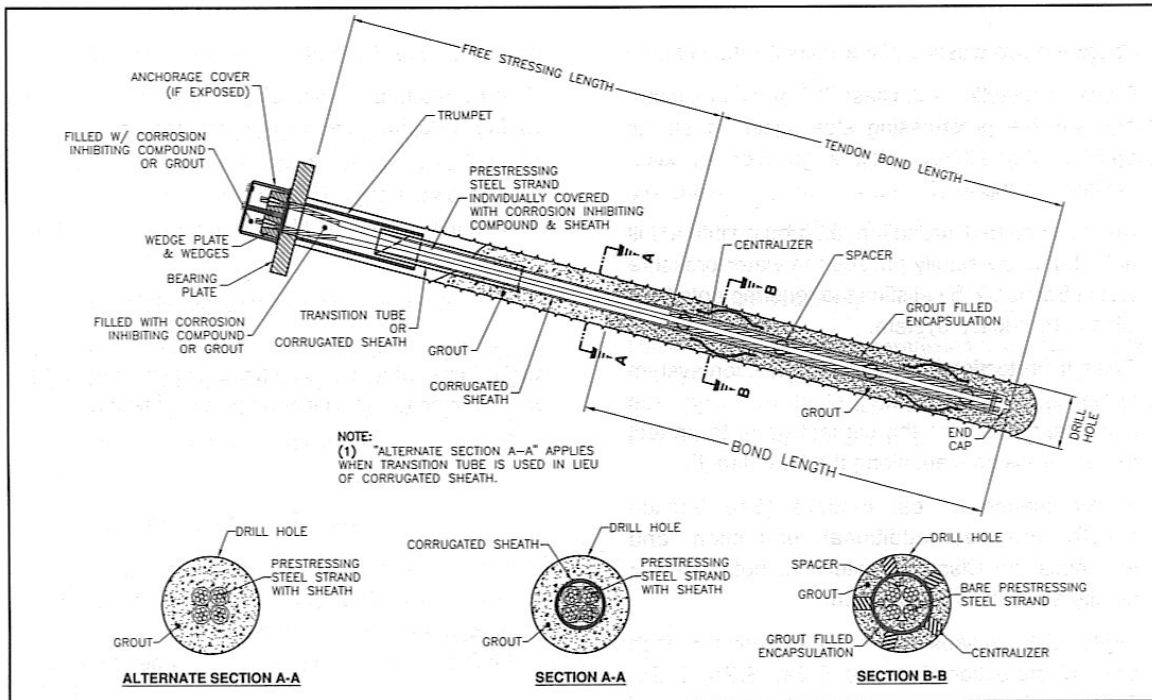 FREE STRESSING LENGTH
ANCHORAGE COVER
(IF EXPOSED)
TRUMPET
TENDON BOND LENGTH
FILLED W/ CORROSION
INHIBITING COMPOUND
OR GROUT
PRESTRESSING
STEEL STRAND
INDIVIDUALLY COVERED
WITH CORROSION INHIBITING
COMPOUND & SHEATH
A
CENTRALIZER
SPACER
B
WEDGE PLATE
& WEDGES
BEARING
PLATE
GROUT FILLED
ENCAPSULATION
FILLED WITH CORROSION
INHIBITING COMPOUND
OR GROUT
TRANSITION TUBE
OR
CORRUGATED SHEATH
GROUT
A
CORRUGATED
SHEATH
B
GROUT
END
CAP
DRILL
HOLE
BOND LENGTH
NOTE:
(1) "ALTERNATE SECTION A-A" APPLIES
WHEN TRANSITION TUBE IS USED IN LIEU
OF CORRUGATED SHEATH.
DRILL HOLE
PRESTRESSING
STEEL STRAND
WITH SHEATH
GROUT
ALTERNATE SECTION A-A
CORRUGATED SHEATH
DRILL HOLE
PRESTRESSING
STEEL STRAND
WITH SHEATH
GROUT
SECTION A-A
DRILL HOLE
SPACER
GROUT
BARE PRESTRESSING
STEEL STRAND
GROUT FILLED
ENCAPSULATION
CENTRALIZER
SECTION B-B